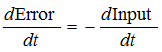 dError/dt = − dInput/dt